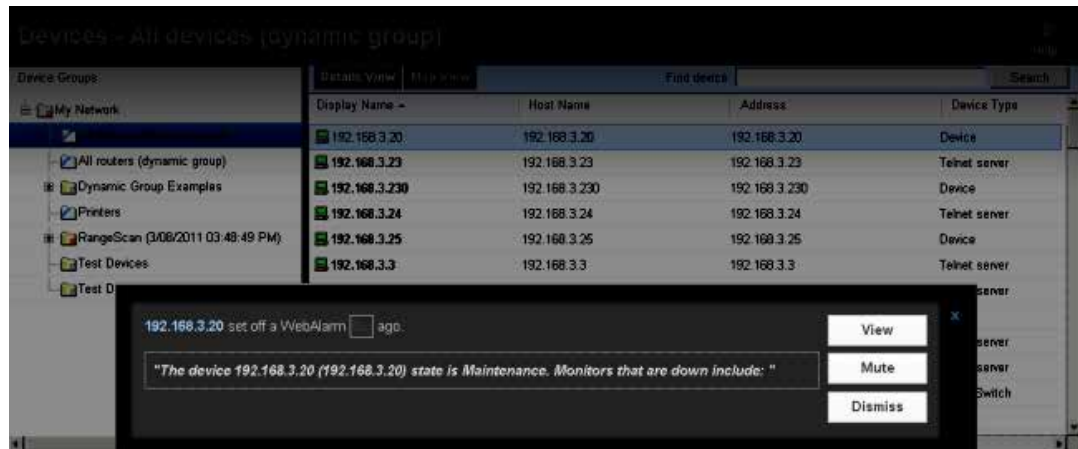 Devices - All devices (dynamic group)
Help
Device Groups
Details View Map View Find device Search
My Network
Display Name Host Name Address Device Type
192.168.3.20 192.168.3.20 192.168.3.20 Device
All routers (dynamic group) 192.168.3.23 192.168.3.23 192.168.3.23 Telnet server
Dynamic Group Examples 192.168.3.230 192.168.3.230 192.168.3.230 Device
Printers 192.168.3.24 192.168.3.24 192.168.3.24 Telnet server
RangeScan (3/08/2011 03:48:49 PM) 192.168.3.25 192.168.3.25 192.168.3.25 Device
Test Devices 192.168.3.3 192.168.3.3 192.168.3.3 Telnet server
Test D server
192.168.3.20 set off a WebAlarm ago. x
View
server
"The device 192.168.3.20 (192.168.3.20) state is Maintenance. Monitors that are down include: "
Mute
server
Switch
Dismiss